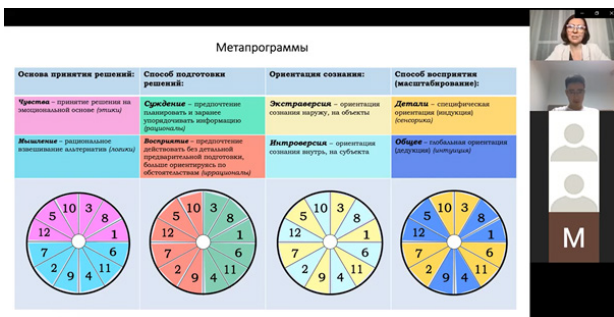 Метапрограммы
Основа принятия решений:
Способ подготовки
решений:
Ориентация сознания:
Способ восприятия
(масштабирование):
Чувства – принятие решения на
эмоциональной основе (этики)
Суждение – предпочтение
планировать и заранее
упорядочивать информацию
(рационалы)
Экстраверсия – ориентация
сознания наружу, на объекты
Детали – специфическая
ориентация (индукция)
(сенсорика)
Мышление – рациональное
взвешивание альтернатив (логики)
Восприятие – предпочтение
действовать без детальной
предварительной подготовки,
больше ориентируясь по
обстоятельствам (иррационалы)
Интроверсия – ориентация
сознания внутрь, на субъекта
Общее – глобальная ориентация
(дедукция) (интуиция)
10 3 8 1 6 11 4 9 2 7 12 5
10 3 8 1 6 11 4 9 2 7 12 5
10 3 8 1 6 11 4 9 2 7 12 5
10 3 8 1 6 11 4 9 2 7 12 5
M